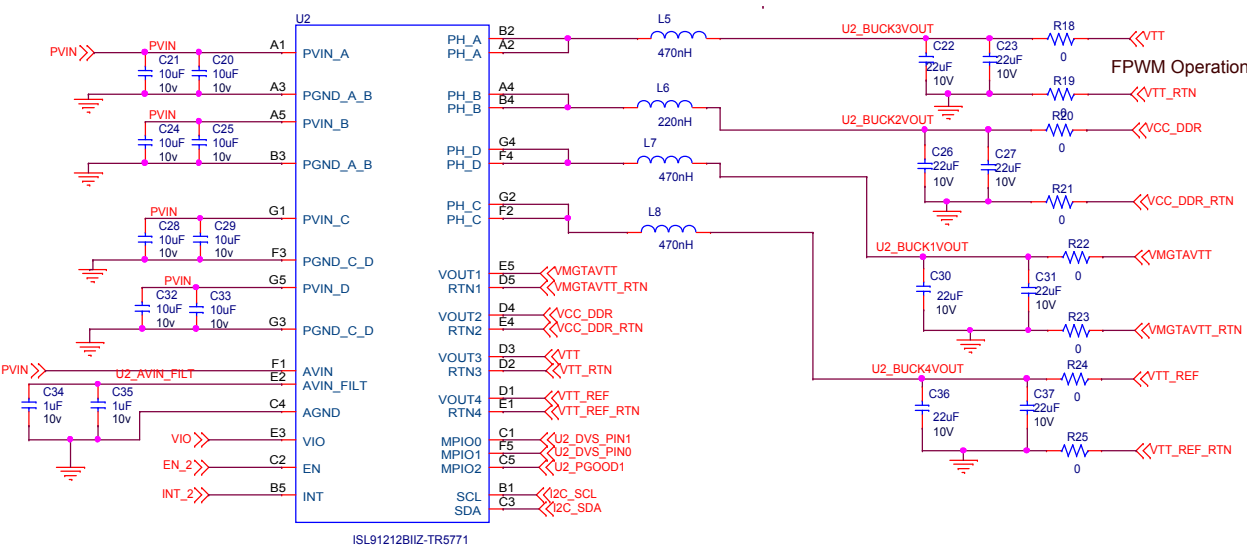 U2
PVIN
PVIN
A1
PVIN_A
C21
10uF
10v
C20
10uF
10v
A3
PGND_A_B
A5
PVIN_B
C24
10uF
10v
C25
10uF
10v
B3
PGND_A_B
PVIN
G1
PVIN_C
C28
10uF
10v
C29
10uF
10v
F3
PGND_C_D
PVIN
G5
PVIN_D
C32
10uF
10v
C33
10uF
10v
G3
PGND_C_D
PVIN
F1
AVIN
U2_AVIN_FILT
E2
AVIN_FILT
C34
1uF
10v
C35
1uF
10v
C4
AGND
VIO
E3
VIO
EN_2
C2
EN
INT_2
B5
INT
PH_A
B2
PH_A
A2
PH_B
A4
PH_B
B4
PH_D
G4
PH_D
F4
PH_C
G2
PH_C
F2
VOUT1
E5
VMGTAVTT
RTN1
D5
VMGTAVTT_RTN
VOUT2
D4
VCC_DDR
RTN2
E4
VCC_DDR_RTN
VOUT3
D3
VTT
RTN3
D2
VTT_RTN
VOUT4
D1
VTT_REF
RTN4
E1
VTT_REF_RTN
MPIO0
C1
U2_DVS_PIN1
MPIO1
F5
U2_DVS_PIN0
MPIO2
C5
U2_PGOOD1
SCL
B1
I2C_SCL
SDA
C3
I2C_SDA
ISL91212BIIZ-TR5771
L5
470nH
L6
220nH
L7
470nH
L8
470nH
U2_BUCK3VOUT
C22
22uF
10V
C23
22uF
10V
R18
0
VTT
FPWM Operation
R19
0
VTT_RTN
U2_BUCK2VOUT
C26
22uF
10V
C27
22uF
10V
R20
0
VCC_DDR
R21
0
VCC_DDR_RTN
U2_BUCK1VOUT
C30
22uF
10V
C31
22uF
10V
R22
0
VMGTAVTT
R23
0
VMGTAVTT_RTN
U2_BUCK4VOUT
C36
22uF
10V
C37
22uF
10V
R24
0
VTT_REF
R25
0
VTT_REF_RTN